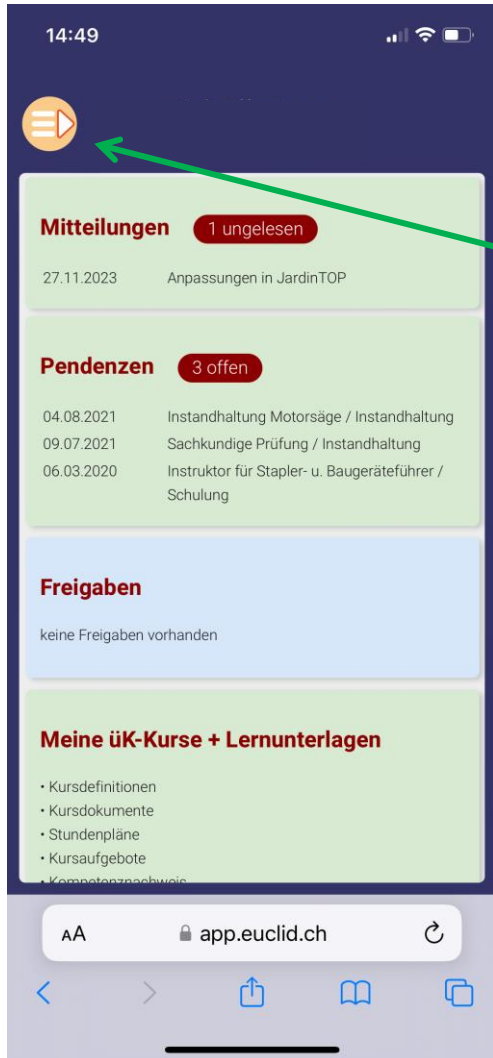 14:49
Mitteilungen 1 ungelesen
27.11.2023 Anpassungen in JardinTOP
Pendenzen 3 offen
04.08.2021 Instandhaltung Motorsäge / Instandhaltung
09.07.2021 Sachkundige Prüfung / Instandhaltung
06.03.2020 Instruktor für Stapler- u. Baugeräteführer /
Schulung
Freigaben
keine Freigaben vorhanden
Meine üK-Kurse + Lernunterlagen
• Kursdefinitionen
• Kursdokumente
• Stundenpläne
• Kursaufgebote
• Kompetenznachweis
AA app.euclid.ch